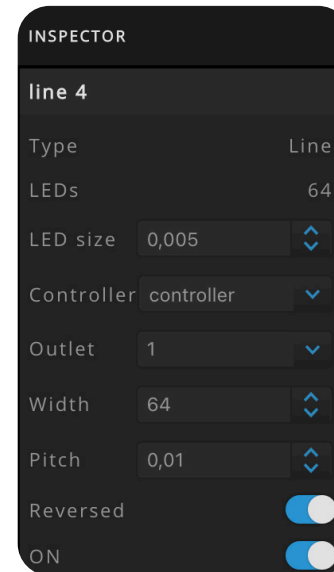 INSPECTOR
line 4
Type Line
LEDs 64
LED size 0,005
Controller controller
Outlet 1
Width 64
Pitch 0,01
Reversed
ON